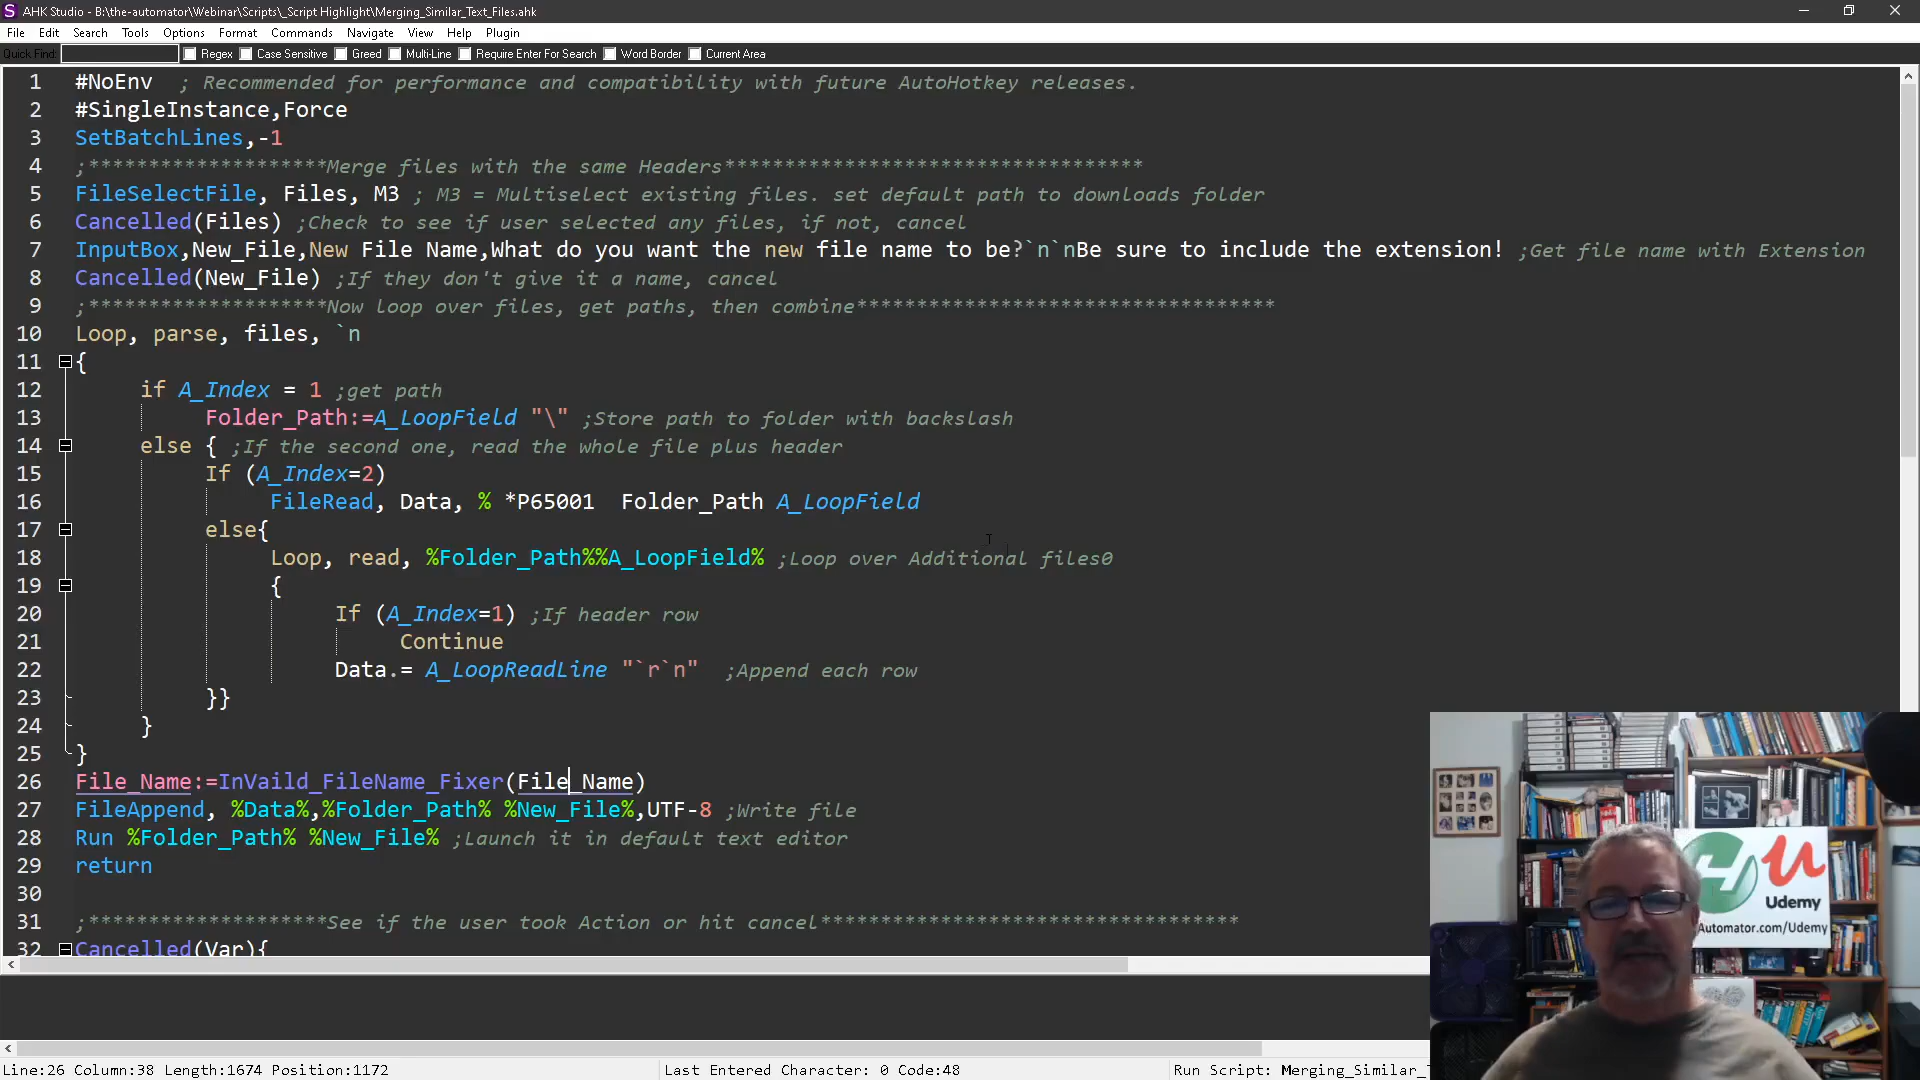 AHK Studio - B:\the-automator\Webinar\Scripts\_Script Highlight\Merging_Similar_Text_Files.ahk
File Edit Search Tools Options Format Commands Navigate View Help Plugin
Quick Find: Regex Case Sensitive Greed Multi-Line Require Enter For Search Word Border Current Area
1 #NoEnv ; Recommended for performance and compatibility with future AutoHotkey releases.
2 #SingleInstance,Force
3 SetBatchLines,-1
4 ;********************Merge files with the same Headers***********************************
5 FileSelectFile, Files, M3 ; M3 = Multiselect existing files. set default path to downloads folder
6 Cancelled(Files) ;Check to see if user selected any files, if not, cancel
7 InputBox,New_File,New File Name,What do you want the new file name to be?`n`nBe sure to include the extension! ;Get file name with Extension
8 Cancelled(New_File) ;If they don't give it a name, cancel
9 ;********************Now loop over files, get paths, then combine***********************************
10 Loop, parse, files, `n
11 {
12 if A_Index = 1 ;get path
13 Folder_Path:=A_LoopField "\" ;Store path to folder with backslash
14 else { ;If the second one, read the whole file plus header
15 If (A_Index=2)
16 FileRead, Data, % *P65001 Folder_Path A_LoopField
17 else{
18 Loop, read, %Folder_Path%%A_LoopField% ;Loop over Additional files0
19 {
20 If (A_Index=1) ;If header row
21 Continue
22 Data.= A_LoopReadLine "`r`n" ;Append each row
23 }}
24 }
25 }
26 File_Name:=InVaild_FileName_Fixer(File_Name)
27 FileAppend, %Data%,%Folder_Path% %New_File%,UTF-8 ;Write file
28 Run %Folder_Path% %New_File% ;Launch it in default text editor
29 return
30
31 ;********************See if the user took Action or hit cancel***********************************
32 Cancelled(Var){
Udemy
Automator.com/Udemy
Line:26 Column:38 Length:1674 Position:1172 Last Entered Character: 0 Code:48 Run Script: Merging_Similar_